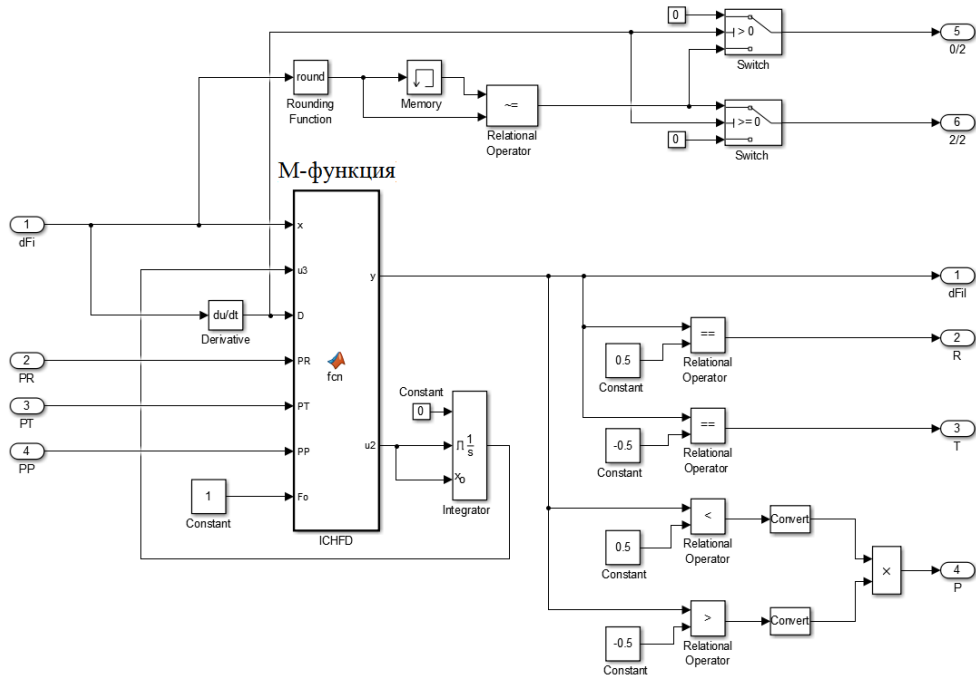 0
> 0
Switch
5
0/2
round
Rounding
Function
Memory
~=
Relational
Operator
>= 0
0
Switch
6
2/2
М-функция
1
dFi
x
u3
y
1
dFil
du/dt
Derivative
D
0.5
Constant
==
Relational
Operator
2
R
2
PR
PR
fcn
3
PT
PT
Constant
0
-0.5
Constant
==
Relational
Operator
3
T
4
PP
PP
u2
1
s
xo
Integrator
1
Constant
Fo
ICHFD
0.5
Constant
<
Relational
Operator
Convert
×
4
P
-0.5
Constant
>
Relational
Operator
Convert